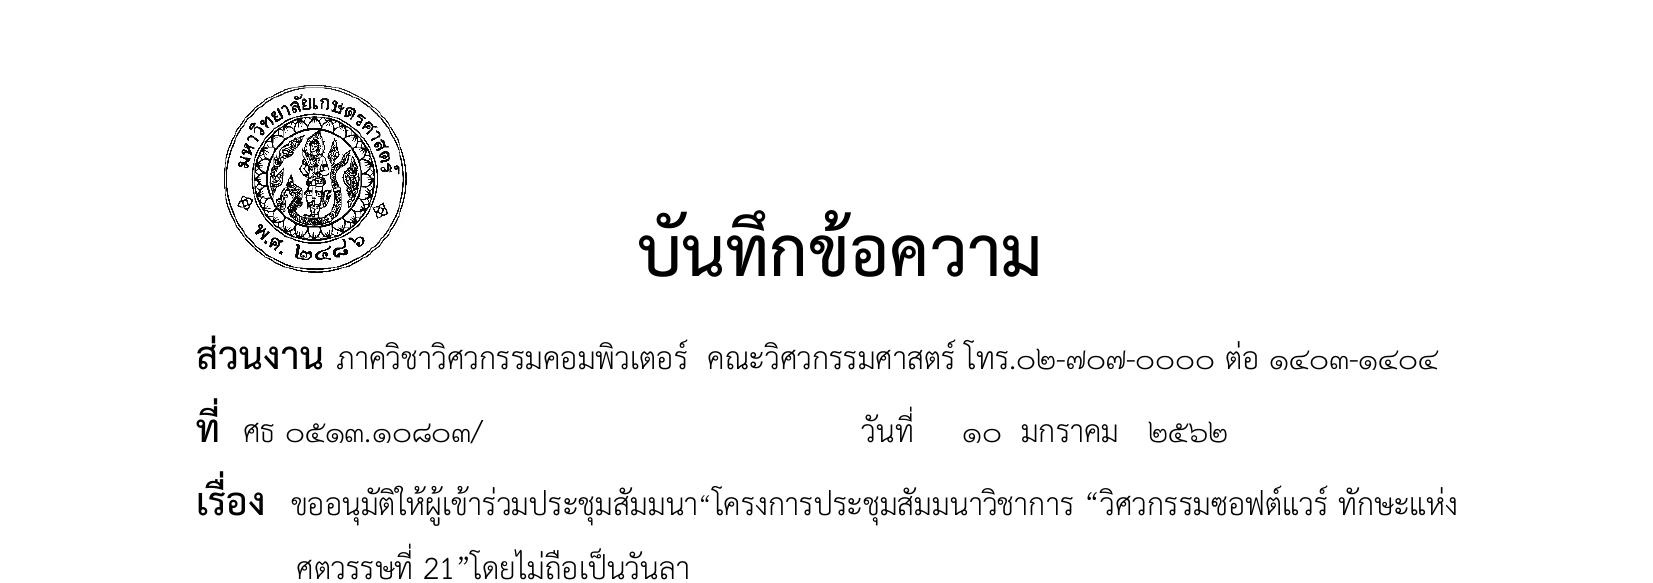 มหาวิทยาลัยเกษตรศาสตร์
พ.ศ. ๒๔๘๖
บันทึกข้อความ
ส่วนงาน ภาควิชาวิศวกรรมคอมพิวเตอร์ คณะวิศวกรรมศาสตร์ โทร.๐๒-๗๐๗-๐๐๐๐ ต่อ ๑๔๐๓-๑๔๐๔
ที่ ศธ ๐๕๑๓.๑๐๘๐๓/ วันที่ ๑๐ มกราคม ๒๕๖๒
เรื่อง ขออนุมัติให้ผู้เข้าร่วมประชุมสัมมนา“โครงการประชุมสัมมนาวิชาการ “วิศวกรรมซอฟต์แวร์ ทักษะแห่ง
ศตวรรษที่ 21”โดยไม่ถือเป็นวันลา